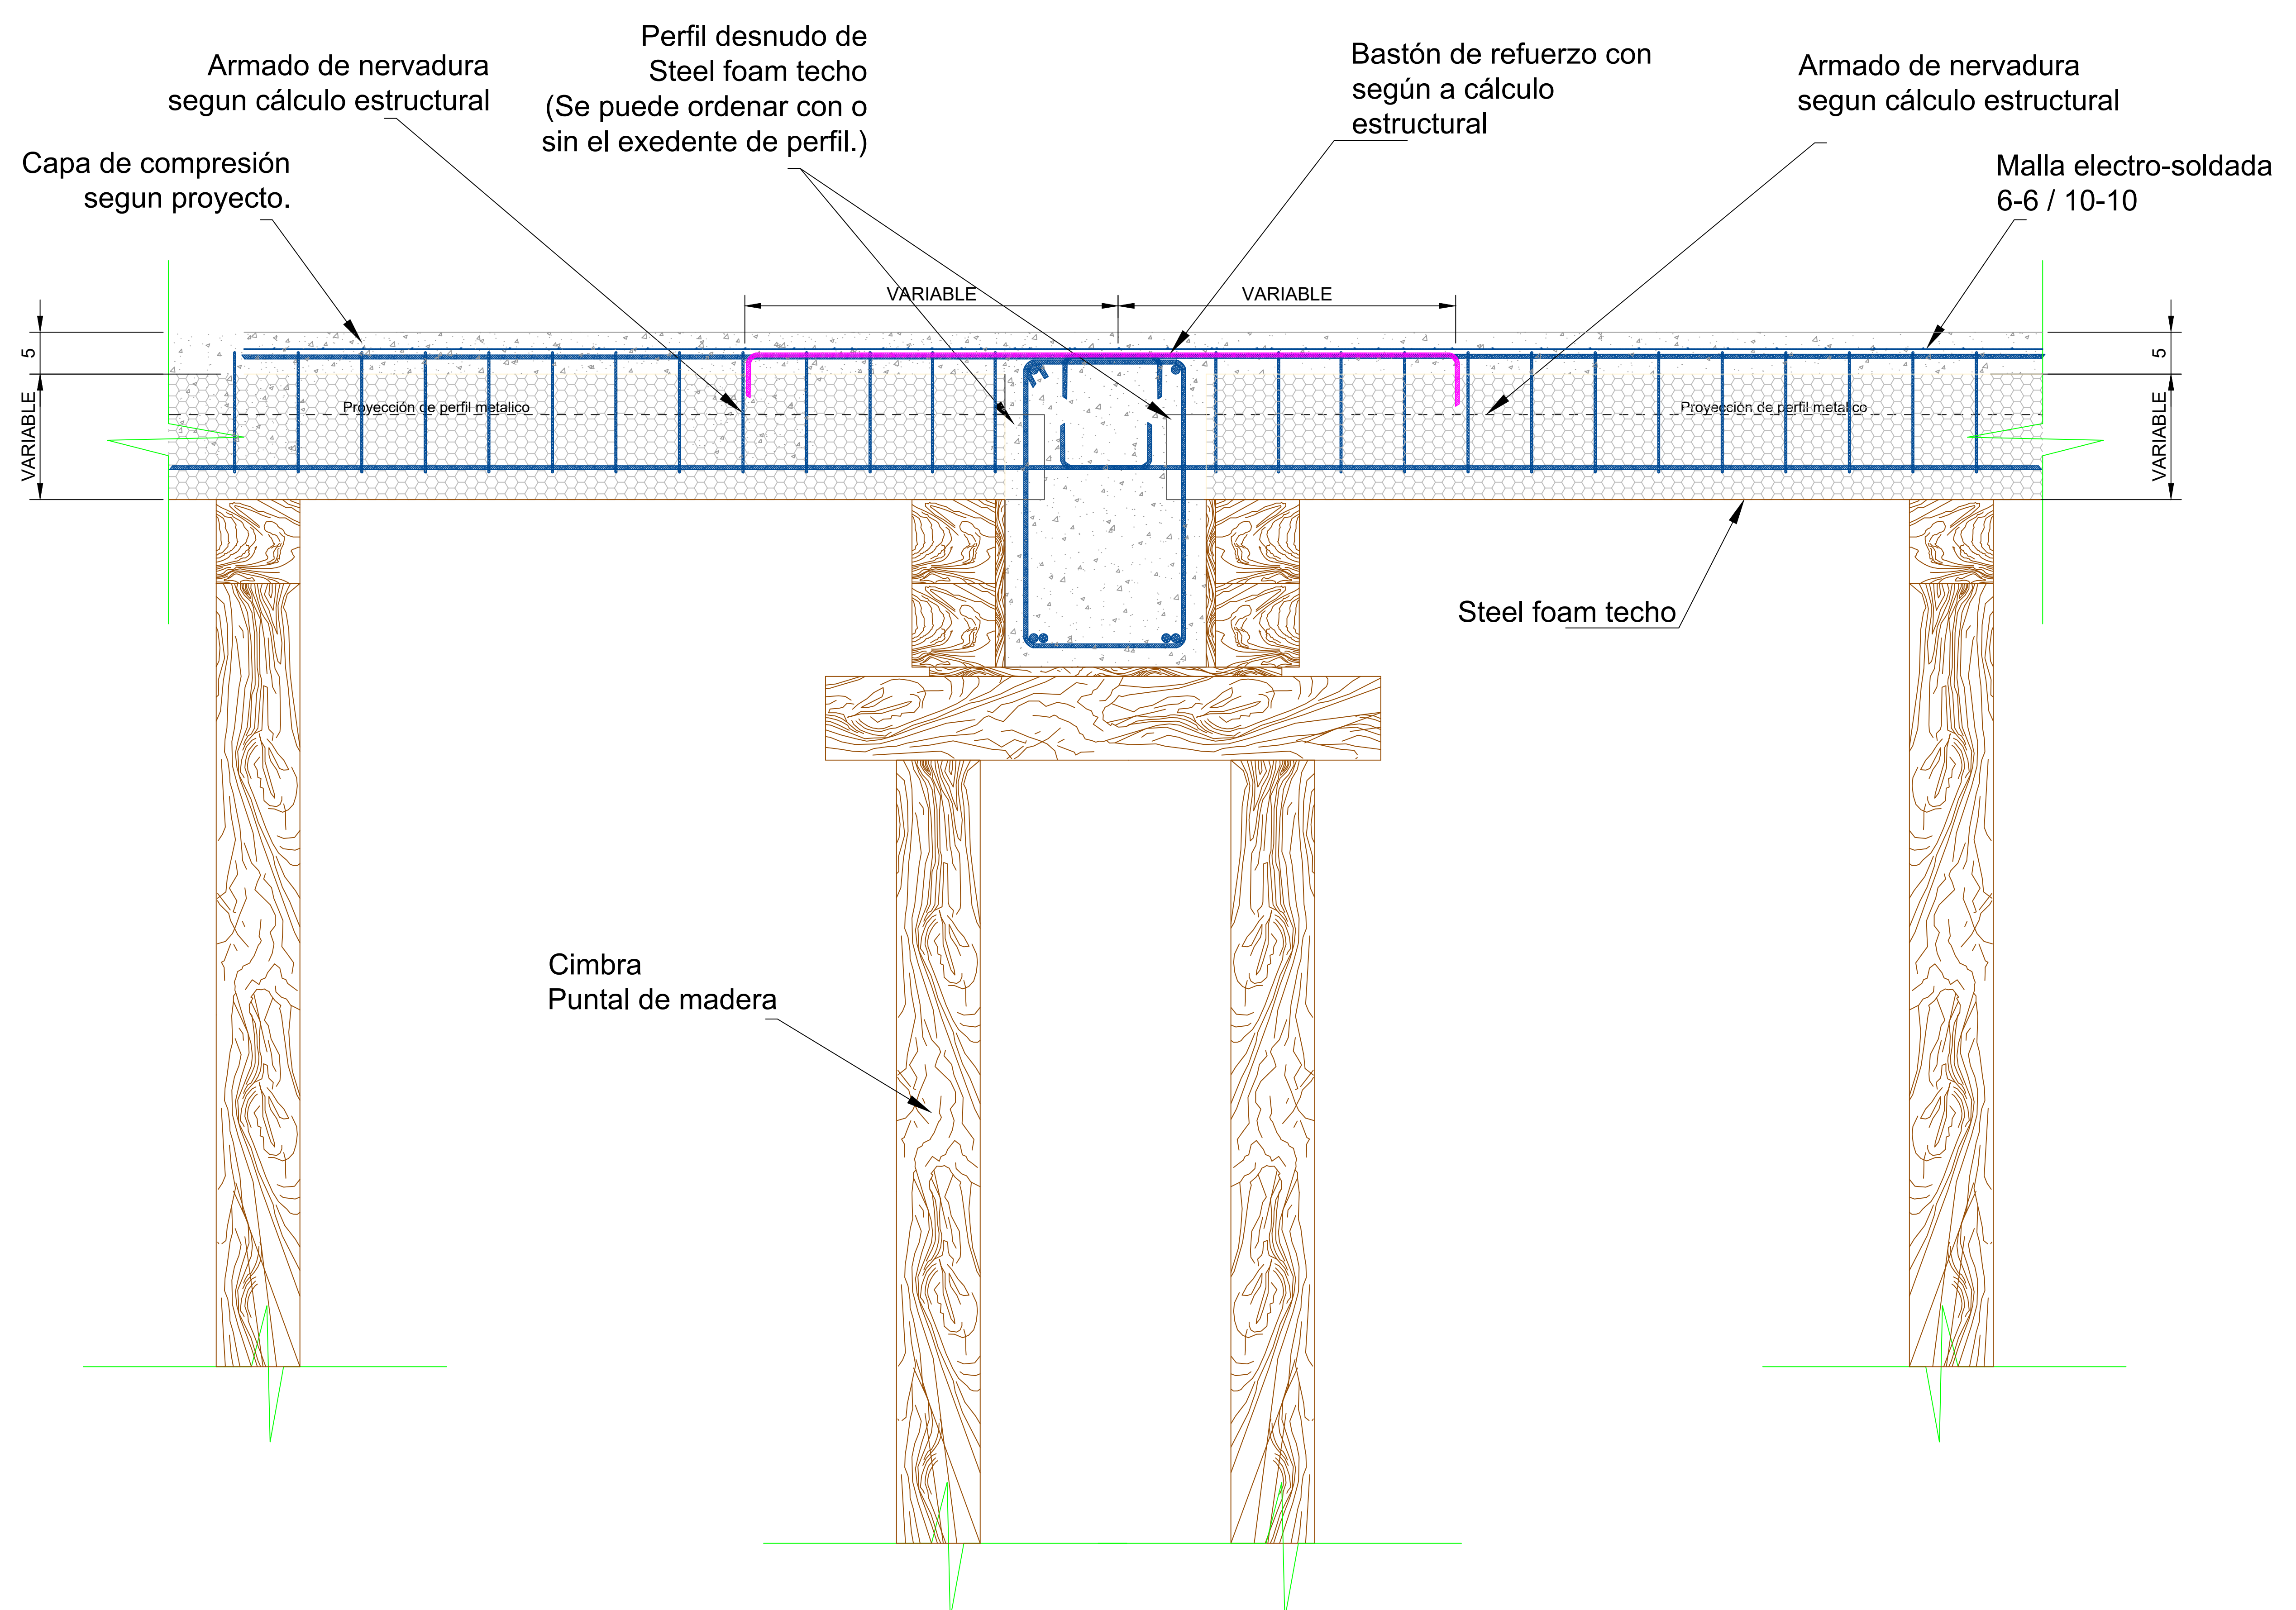 Perfil desnudo de
Steel foam techo
(Se puede ordenar con o
sin el exedente de perfil.)
Armado de nervadura
segun cálculo estructural
Capa de compresión
segun proyecto.
Bastón de refuerzo con
según a cálculo
estructural
Armado de nervadura
segun cálculo estructural
Malla electro-soldada
6-6 / 10-10
VARIABLE
VARIABLE
5
VARIABLE
5
VARIABLE
Proyección de perfil metalico
Proyección de perfil metalico
Steel foam techo
Cimbra
Puntal de madera